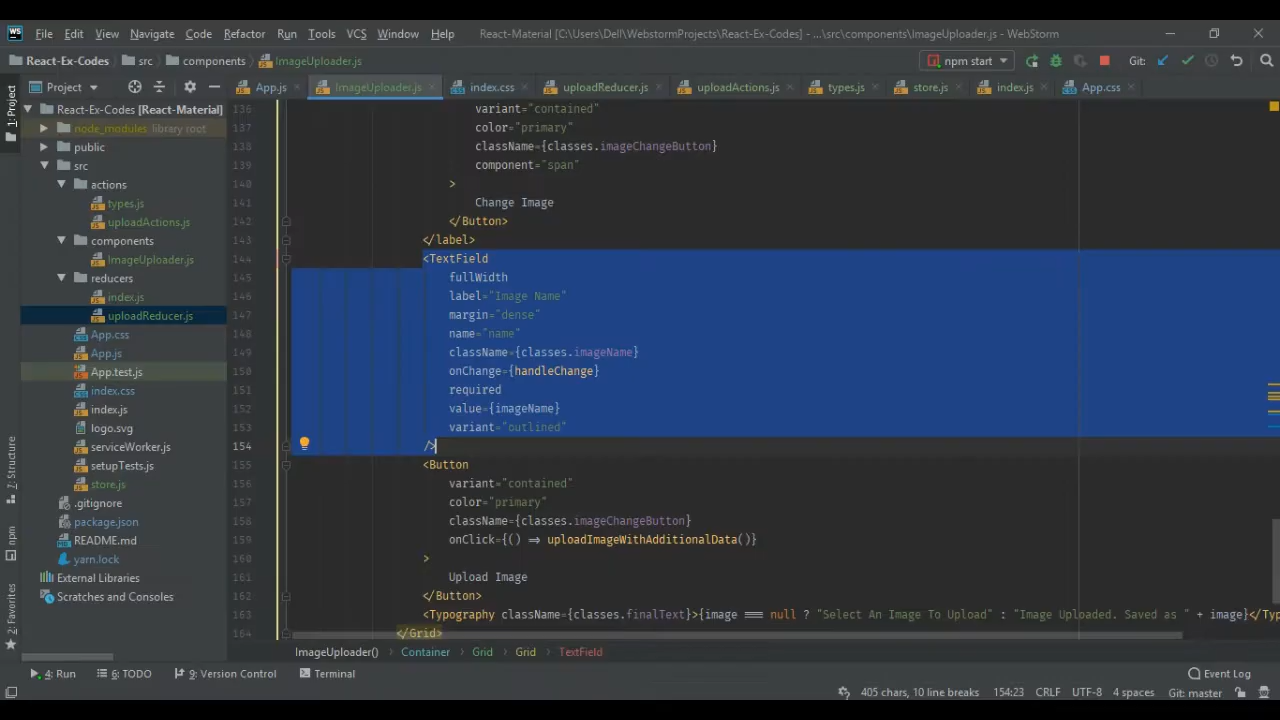 WS File Edit View Navigate Code Refactor Run Tools VCS Window Help React-Material [C:\Users\Dell\WebstormProjects\React-Ex-Codes] - ...\src\components\ImageUploader.js - WebStorm
React-Ex-Codes src components ImageUploader.js npm start Git:
Project App.js ImageUploader.js index.css uploadReducer.js uploadActions.js types.js store.js index.js App.css
1: Project
7: Structure
npm
2: Favorites
React-Ex-Codes [React-Material]
node_modules library root
public
src
actions
types.js
uploadActions.js
components
ImageUploader.js
reducers
index.js
uploadReducer.js
App.css
App.js
App.test.js
index.css
index.js
logo.svg
serviceWorker.js
setupTests.js
store.js
.gitignore
package.json
README.md
yarn.lock
External Libraries
Scratches and Consoles
136 variant="contained"
137 color="primary"
138 className={classes.imageChangeButton}
139 component="span"
140 >
141 Change Image
142 </Button>
143 </label>
144 <TextField
145 fullWidth
146 label="Image Name"
147 margin="dense"
148 name="name"
149 className={classes.imageName}
150 onChange={handleChange}
151 required
152 value={imageName}
153 variant="outlined"
154 />
155 <Button
156 variant="contained"
157 color="primary"
158 className={classes.imageChangeButton}
159 onClick={() => uploadImageWithAdditionalData()}
160 >
161 Upload Image
162 </Button>
163 <Typography className={classes.finalText}>{image === null ? "Select An Image To Upload" : "Image Uploaded. Saved as " + image}</Typ
164 </Grid>
ImageUploader() Container Grid Grid TextField
4: Run 6: TODO 9: Version Control Terminal Event Log
405 chars, 10 line breaks 154:23 CRLF UTF-8 4 spaces Git: master